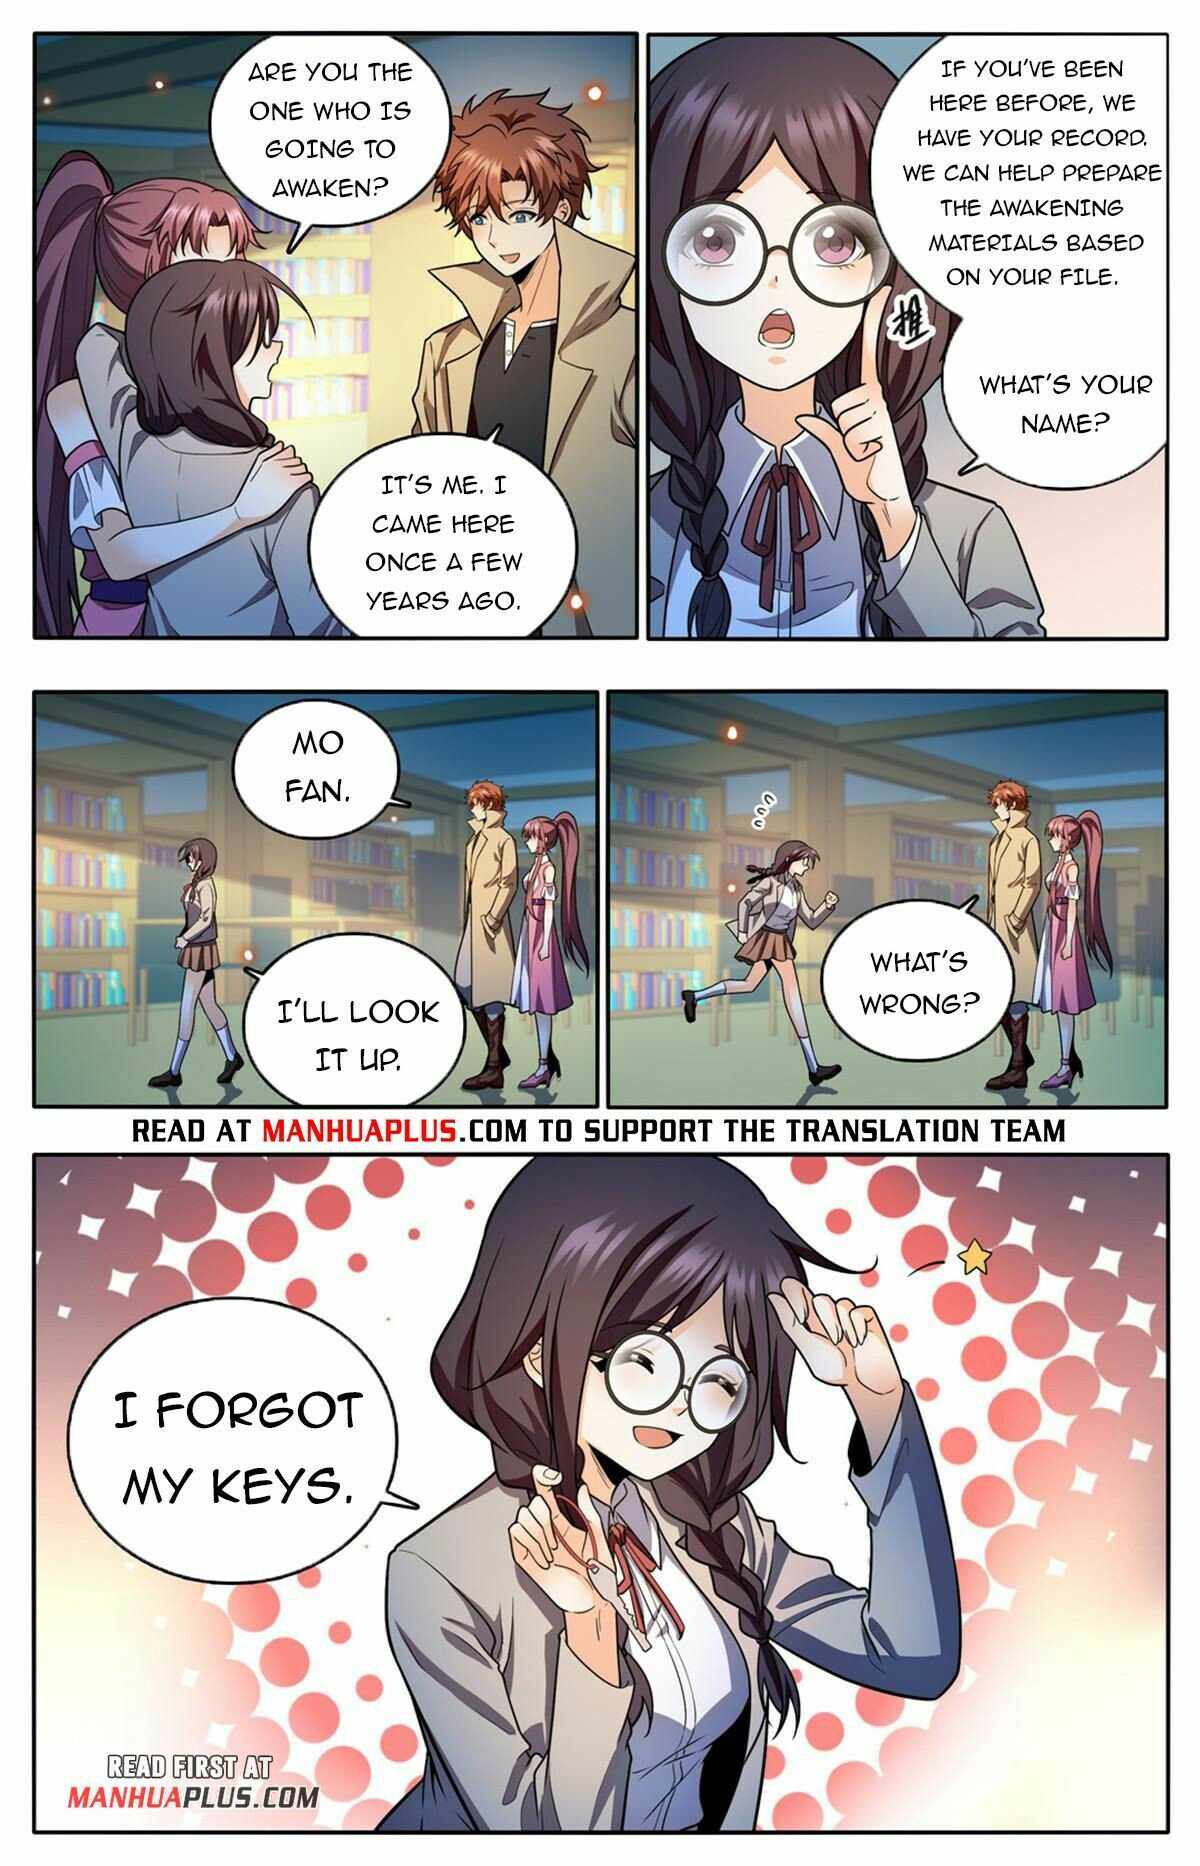 ARE YOU THE
ONE WHO IS
GOING TO
AWAKEN?
IT'S ME. I
CAME HERE
ONCE A FEW
YEARS AGO.
IF YOU'VE BEEN
HERE BEFORE, WE
HAVE YOUR RECORD.
WE CAN HELP PREPARE
THE AWAKENING
MATERIALS BASED
ON YOUR FILE.
推
WHAT'S YOUR
NAME?
MO
FAN.
I'LL LOOK
IT UP.
WHAT'S
WRONG?
READ AT MANHUAPLUS.COM TO SUPPORT THE TRANSLATION TEAM
I FORGOT
MY KEYS.
READ FIRST AT
MANHUAPLUS.COM